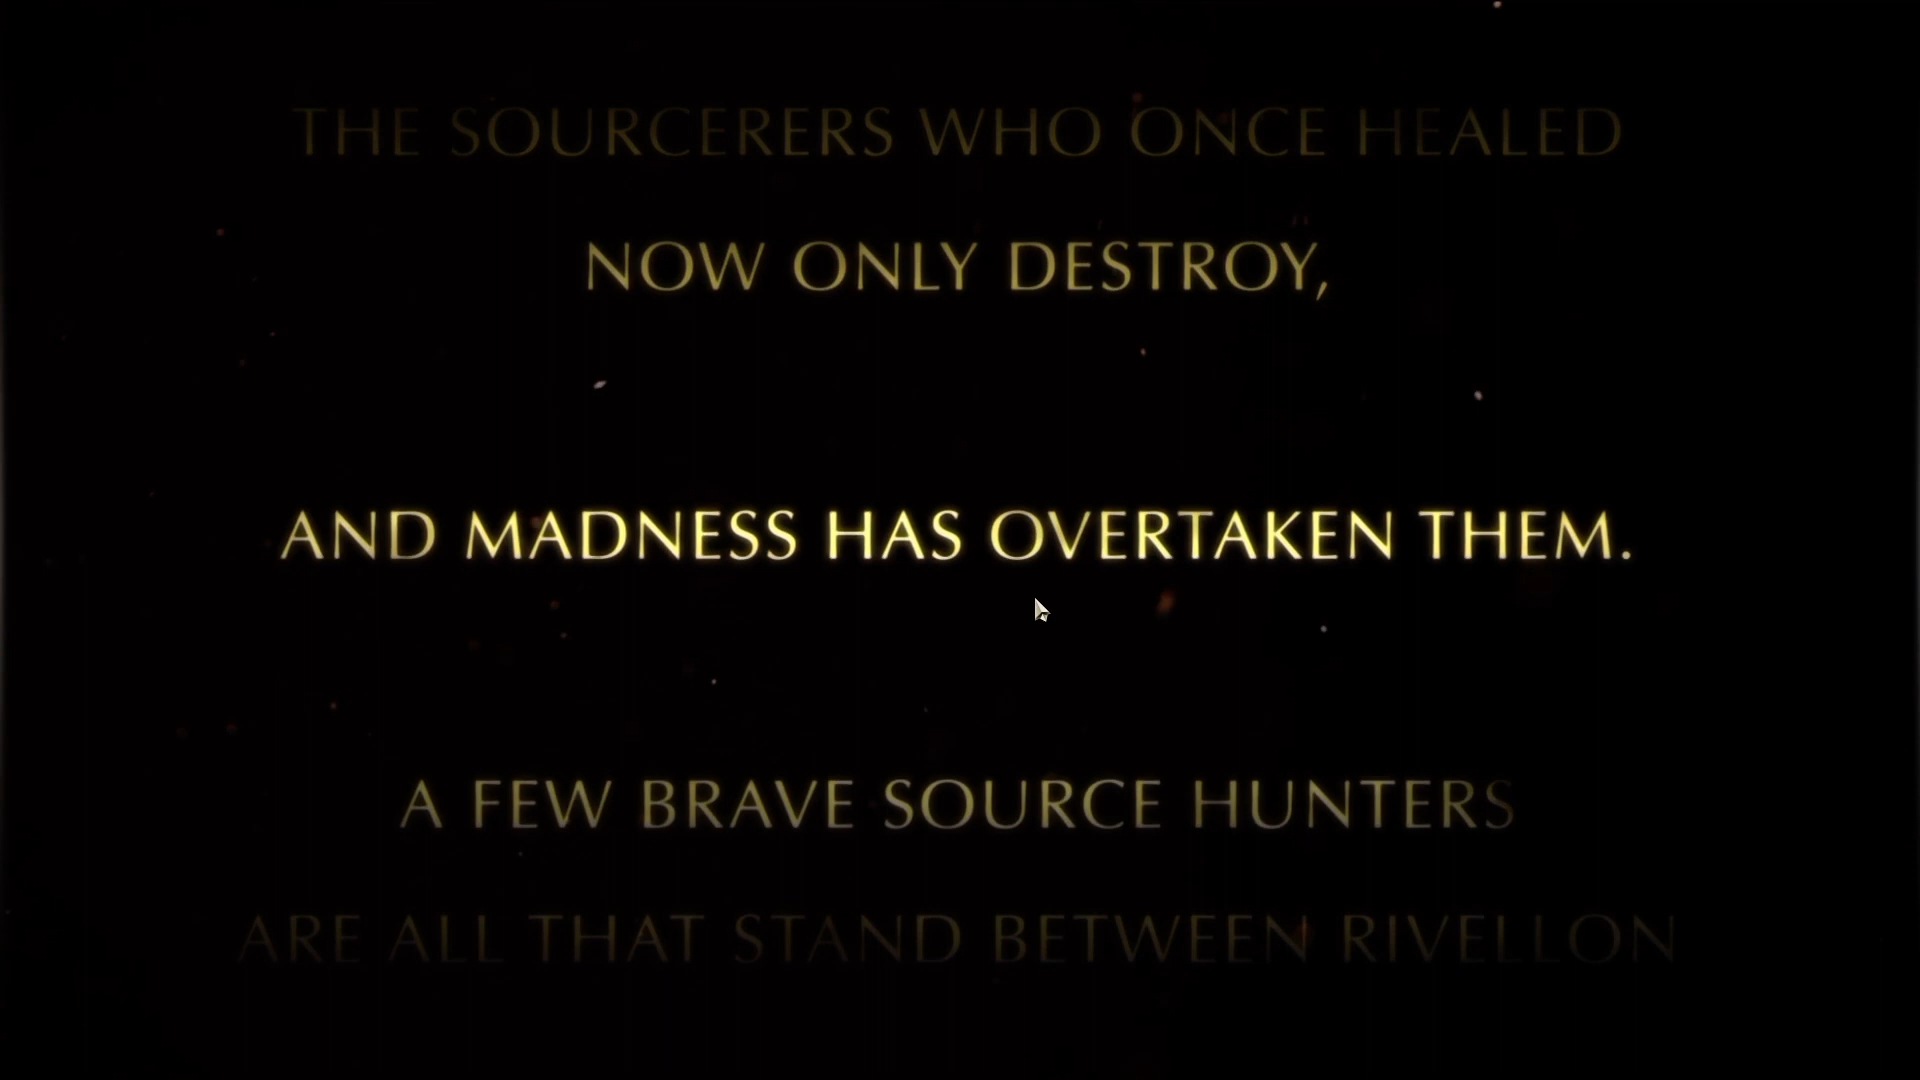 THE SOURCERERS WHO ONCE HEALED
NOW ONLY DESTROY,
AND MADNESS HAS OVERTAKEN THEM.
A FEW BRAVE SOURCE HUNTERS
ARE ALL THAT STAND BETWEEN RIVELLON